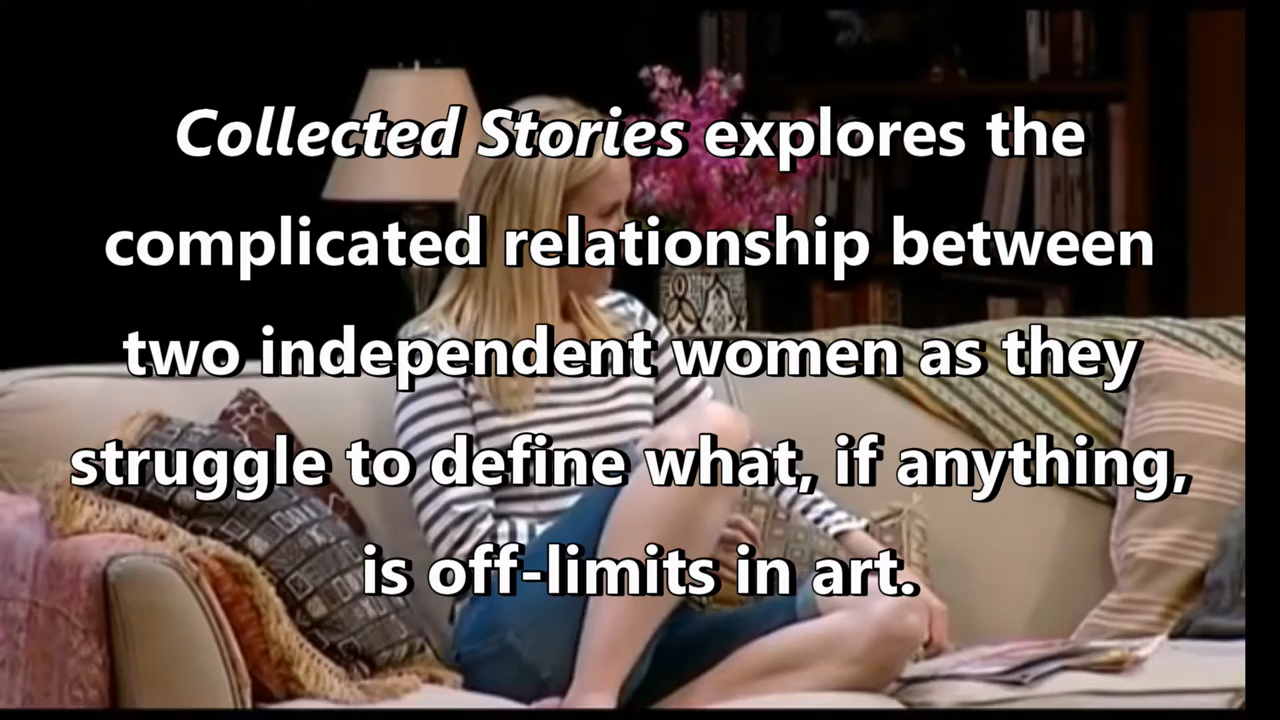 Collected Stories explores the
complicated relationship between
two independent women as they
struggle to define what, if anything,
is off-limits in art.